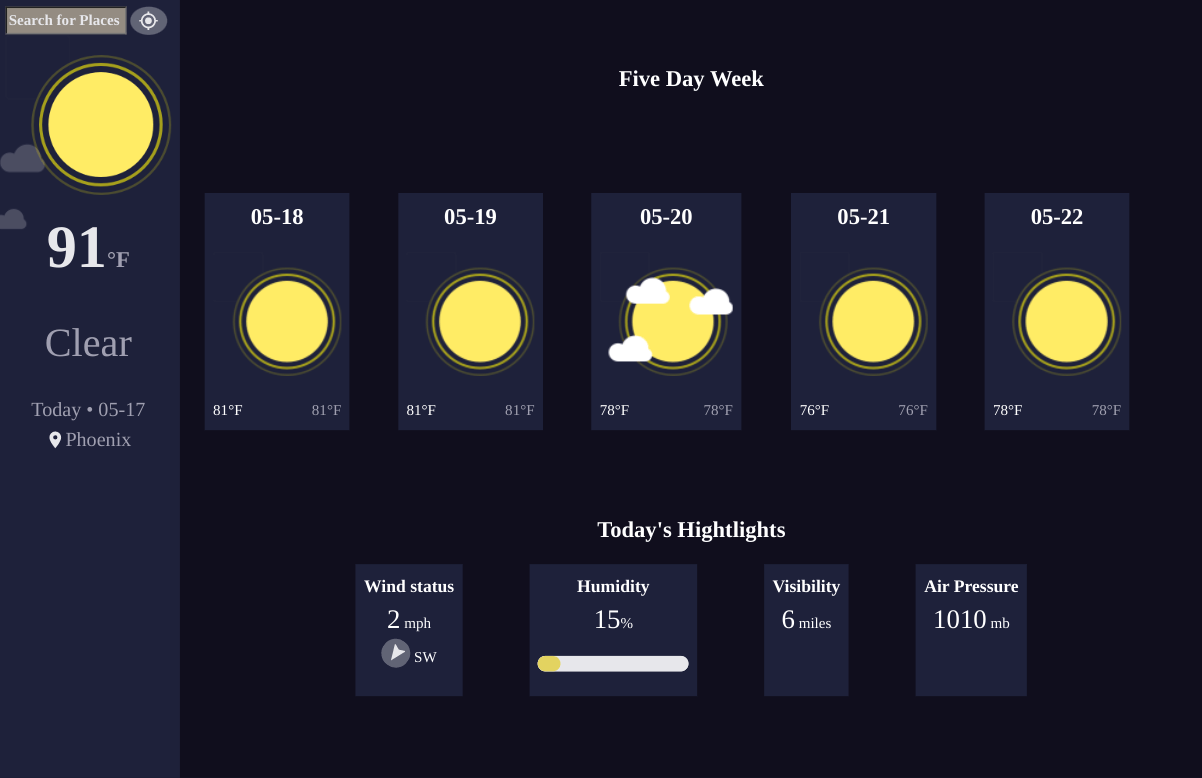 Search for Places
91°F
Clear
Today • 05-17
Phoenix
Five Day Week
05-18
81°F 81°F
05-19
81°F 81°F
05-20
78°F 78°F
05-21
76°F 76°F
05-22
78°F 78°F
Today's Hightlights
Wind status
2 mph
SW
Humidity
15%
Visibility
6 miles
Air Pressure
1010 mb